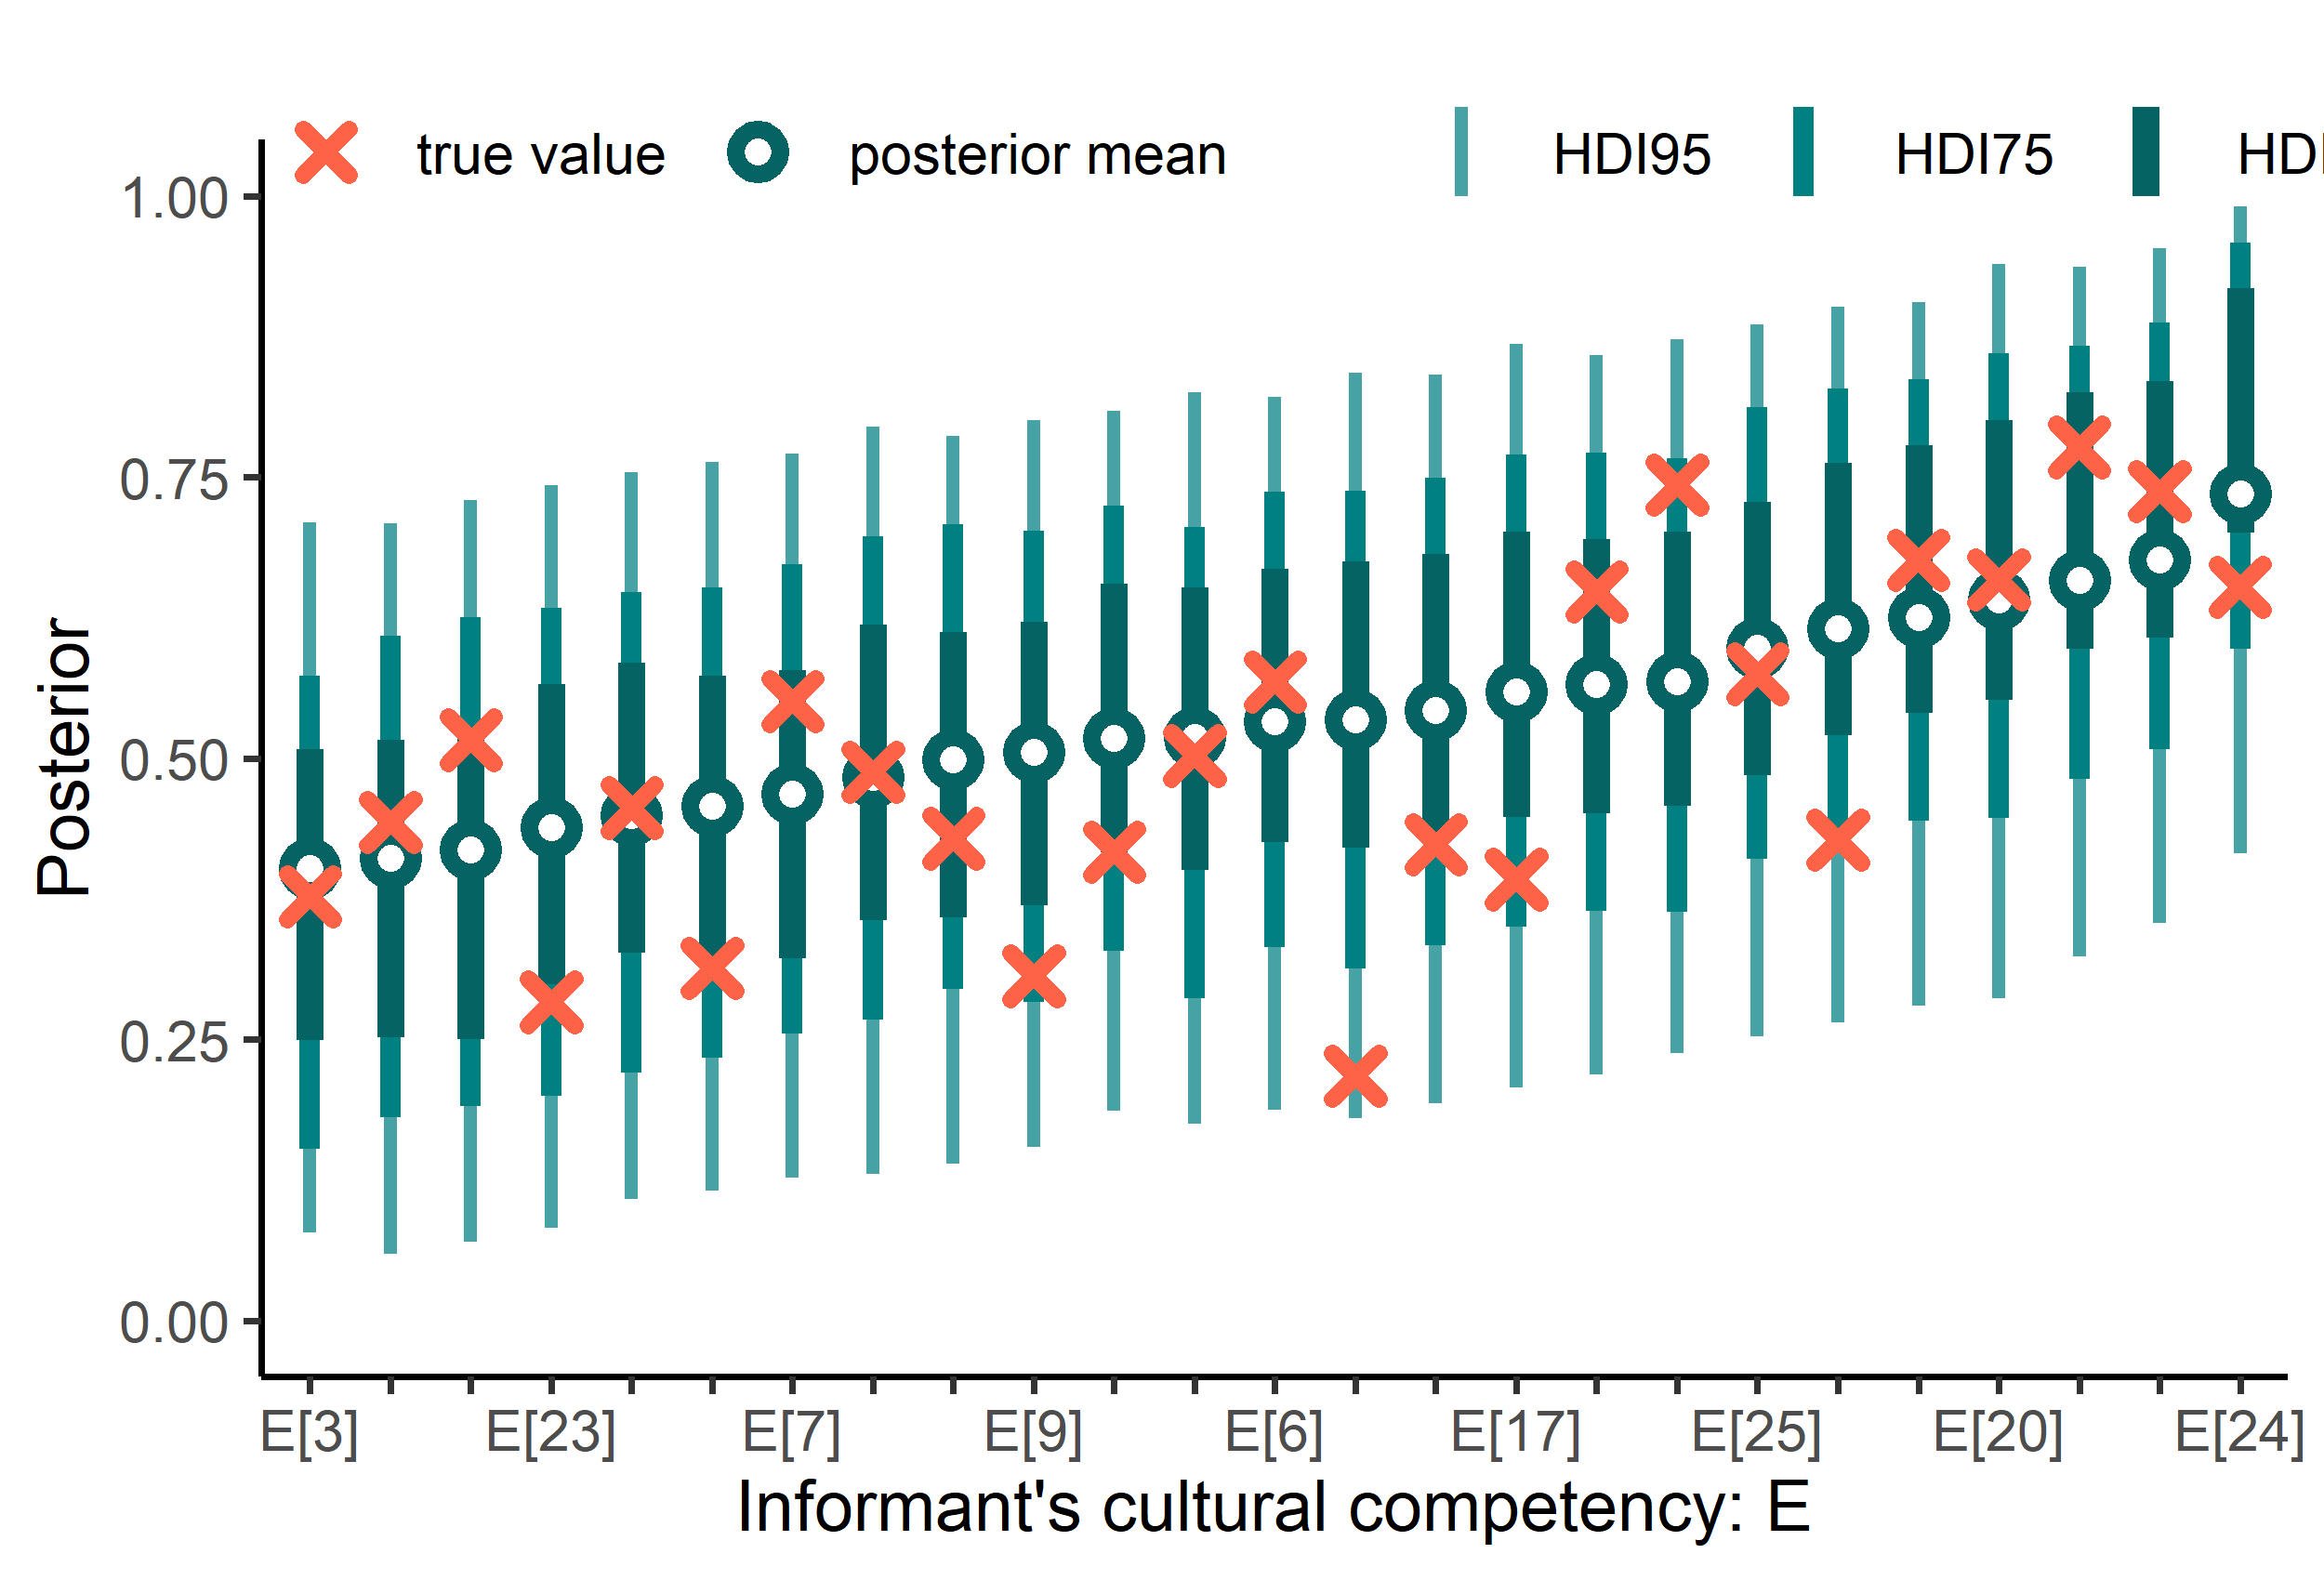 true value posterior mean HDI95 HDI75 HD
1.00
0.75
0.50
0.25
0.00
Posterior
E[3] E[23] E[7] E[9] E[6] E[17] E[25] E[20] E[24]
Informant's cultural competency: E